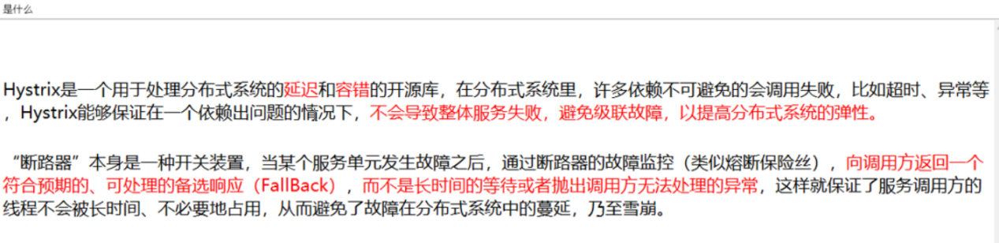 是什么
Hystrix是一个用于处理分布式系统的延迟和容错的开源库，在分布式系统里，许多依赖不可避免的会调用失败，比如超时、异常等
，Hystrix能够保证在一个依赖出问题的情况下，不会导致整体服务失败，避免级联故障，以提高分布式系统的弹性。
“断路器”本身是一种开关装置，当某个服务单元发生故障之后，通过断路器的故障监控（类似熔断保险丝），向调用方返回一个
符合预期的、可处理的备选响应（FallBack），而不是长时间的等待或者抛出调用方无法处理的异常，这样就保证了服务调用方的
线程不会被长时间、不必要地占用，从而避免了故障在分布式系统中的蔓延，乃至雪崩。